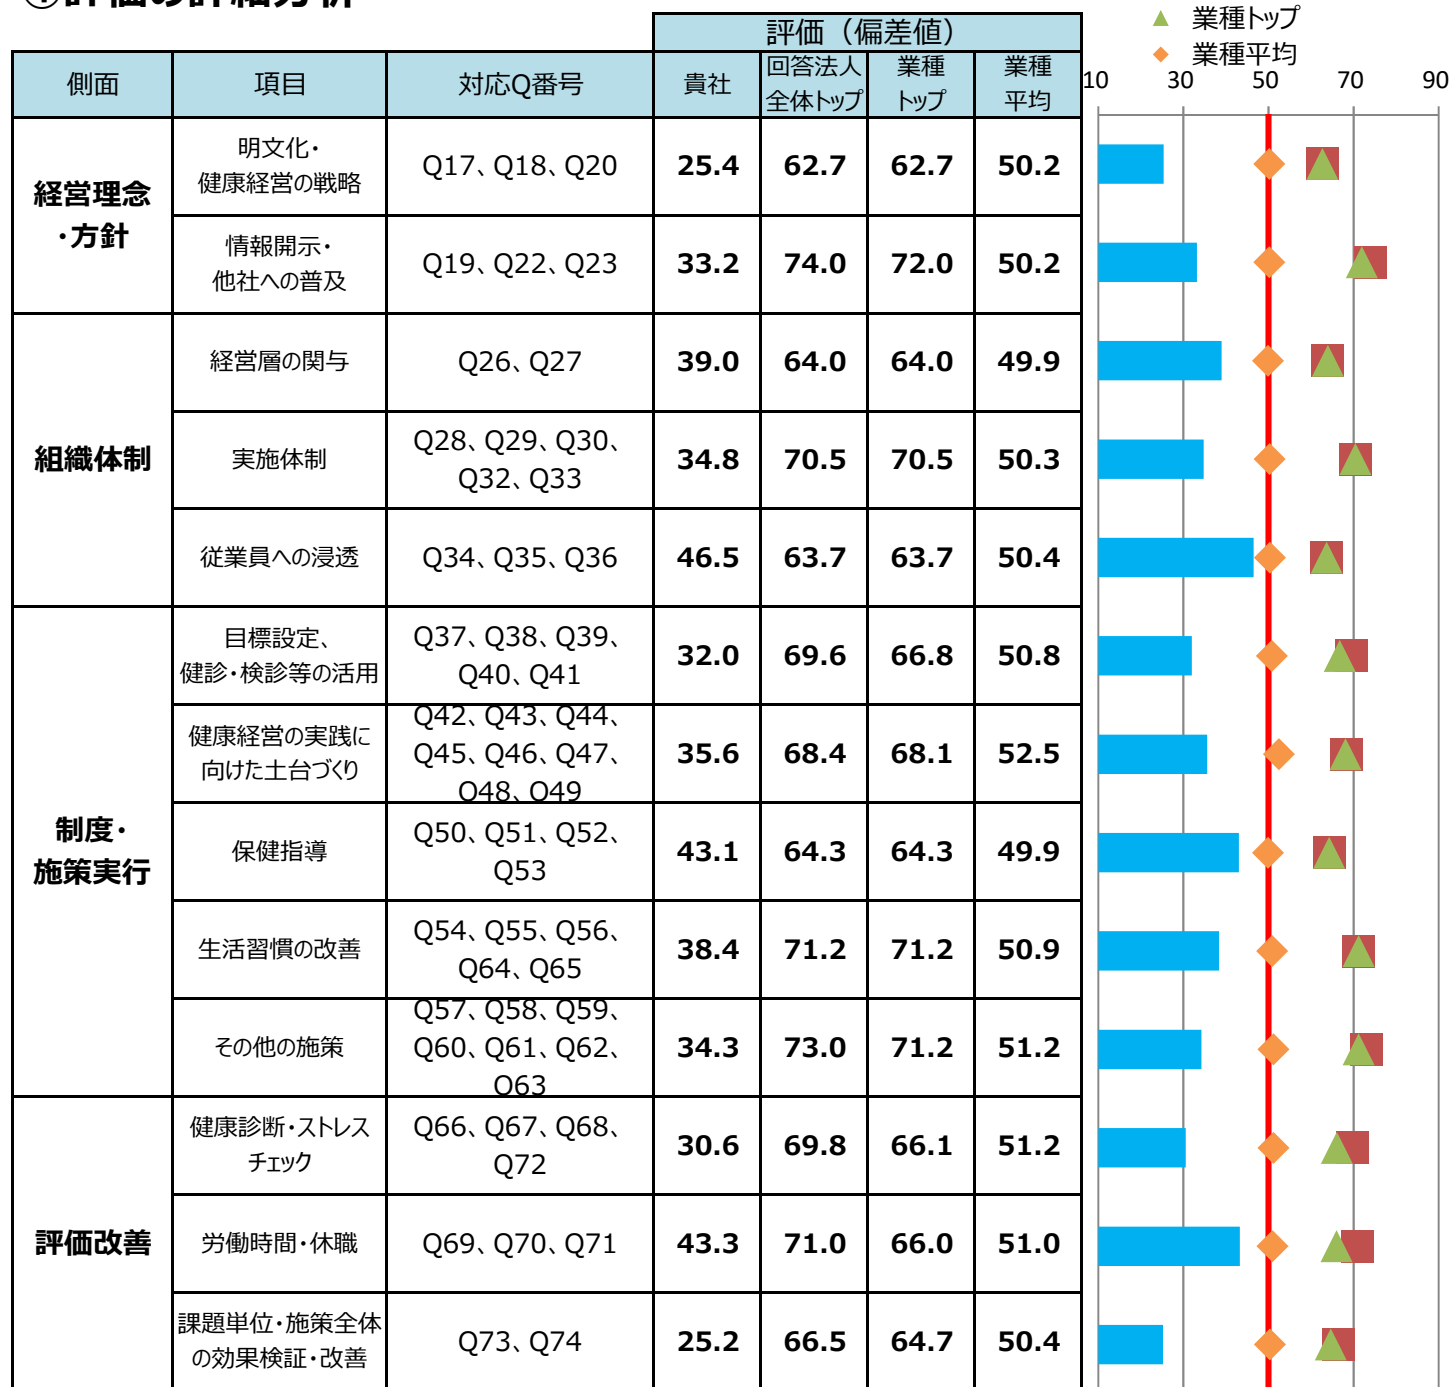 ④評価の詳細分析
▲ 業種トップ
◆ 業種平均
評価（偏差値）
側面 項目 対応Q番号 貴社 回答法人 業種 業種
全体トップ トップ 平均
10 30 50 70 90
経営理念
・方針
明文化・
健康経営の戦略
Q17、Q18、Q20
25.4 62.7 62.7 50.2
情報開示・
他社への普及
Q19、Q22、Q23
33.2 74.0 72.0 50.2
組織体制
経営層の関与
Q26、Q27
39.0 64.0 64.0 49.9
実施体制
Q28、Q29、Q30、
Q32、Q33
34.8 70.5 70.5 50.3
従業員への浸透
Q34、Q35、Q36
46.5 63.7 63.7 50.4
制度・
施策実行
目標設定、
健診・検診等の活用
Q37、Q38、Q39、
Q40、Q41
32.0 69.6 66.8 50.8
健康経営の実践に
向けた土台づくり
Q42、Q43、Q44、
Q45、Q46、Q47、
Q48、Q49
35.6 68.4 68.1 52.5
保健指導
Q50、Q51、Q52、
Q53
43.1 64.3 64.3 49.9
生活習慣の改善
Q54、Q55、Q56、
Q64、Q65
38.4 71.2 71.2 50.9
その他の施策
Q57、Q58、Q59、
Q60、Q61、Q62、
Q63
34.3 73.0 71.2 51.2
評価改善
健康診断・ストレス
チェック
Q66、Q67、Q68、
Q72
30.6 69.8 66.1 51.2
労働時間・休職
Q69、Q70、Q71
43.3 71.0 66.0 51.0
課題単位・施策全体
の効果検証・改善
Q73、Q74
25.2 66.5 64.7 50.4